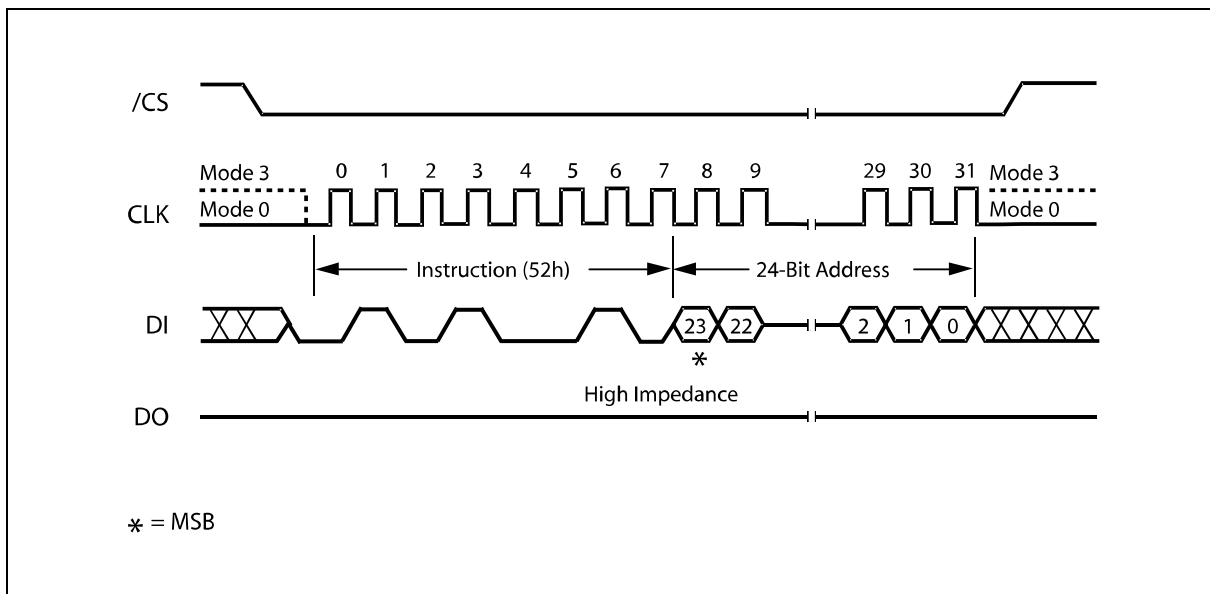 /CS
Mode 3 0 1 2 3 4 5 6 7 8 9 29 30 31 Mode 3
CLK Mode 0 Mode 0
Instruction (52h) 24-Bit Address
DI 23 22 2 1 0
*
High Impedance
DO
* = MSB